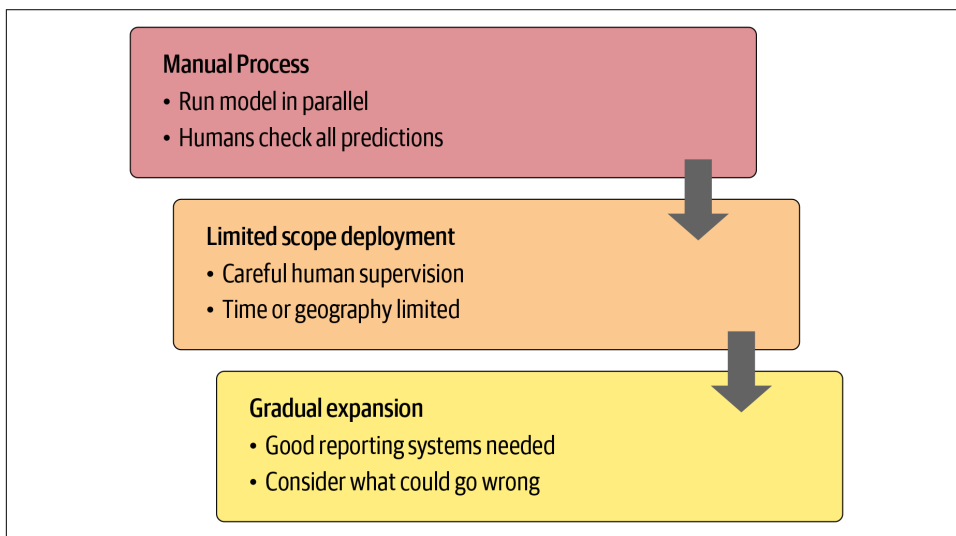 Manual Process
• Run model in parallel
• Humans check all predictions
Limited scope deployment
• Careful human supervision
• Time or geography limited
Gradual expansion
• Good reporting systems needed
• Consider what could go wrong